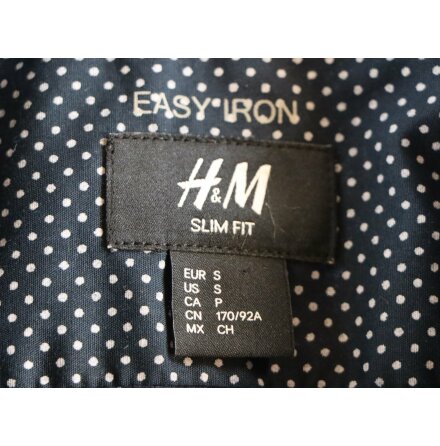 EASY IRON
H&M
SLIM FIT
EUR S
US S
CA P
CN 170/92A
MX CH